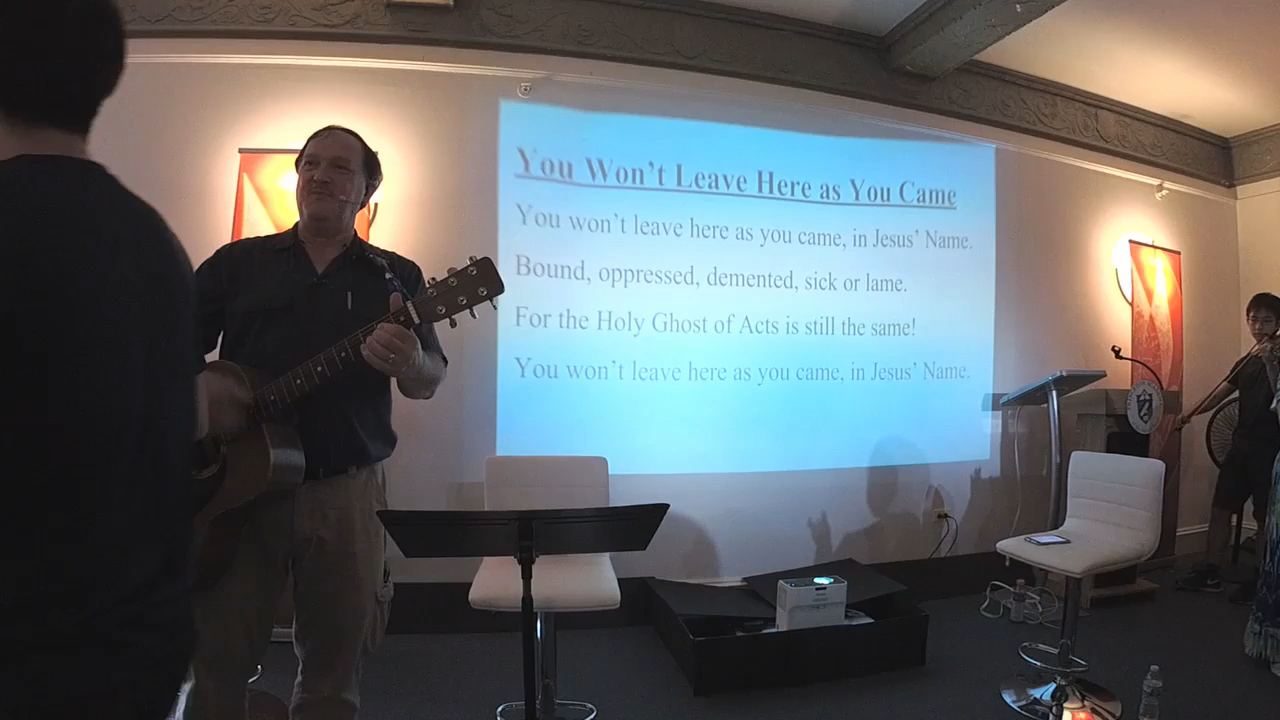 You Won't Leave Here as You Came
You won't leave here as you came, in Jesus' Name.
Bound, oppressed, demented, sick or lame.
For the Holy Ghost of Acts is still the same!
You won't leave here as you came, in Jesus' Name.